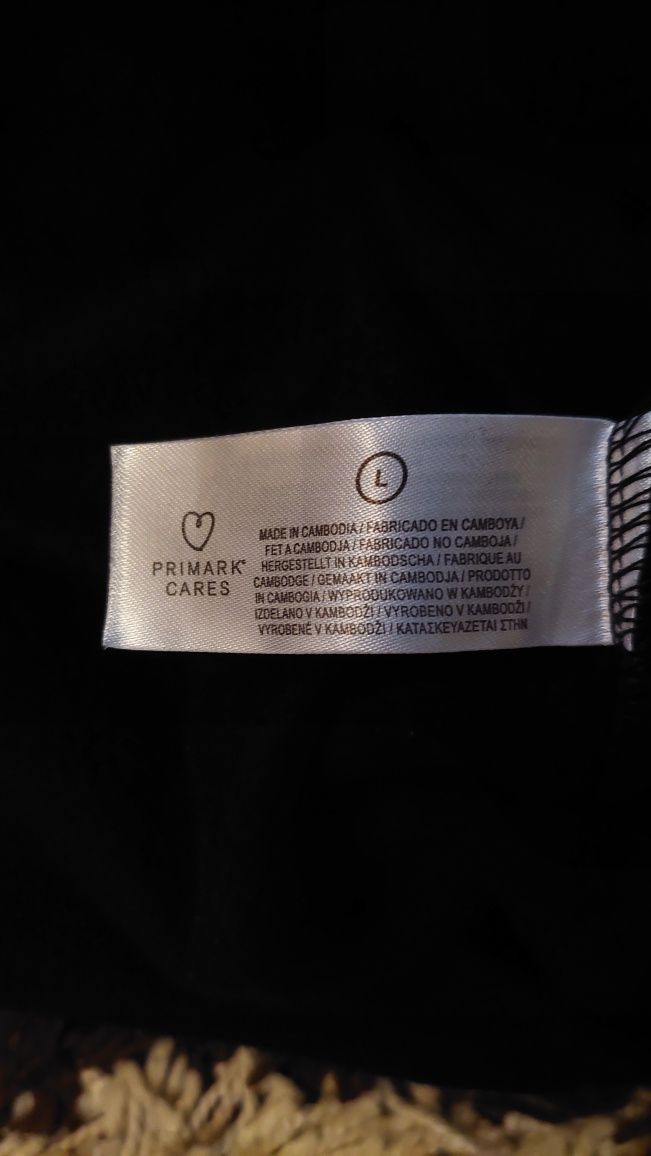 L
PRIMARK®
CARES
MADE IN CAMBODIA / FABRICADO EN CAMBOYA /
FET A CAMBODJA / FABRICADO NO CAMBOJA /
HERGESTELLT IN KAMBODSCHA / FABRIQUE AU
CAMBODGE / GEMAAKT IN CAMBODJA / PRODOTTO
IN CAMBOGIA / WYPRODUKOWANO W KAMBODŻY /
IZDELANO V KAMBODŽI / VYROBENO V KAMBODŽI /
VYROBENÉ V KAMBODŽI / ΚΑΤΑΣΚΕΥΑΖΕΤΑΙ ΣΤΗΝ